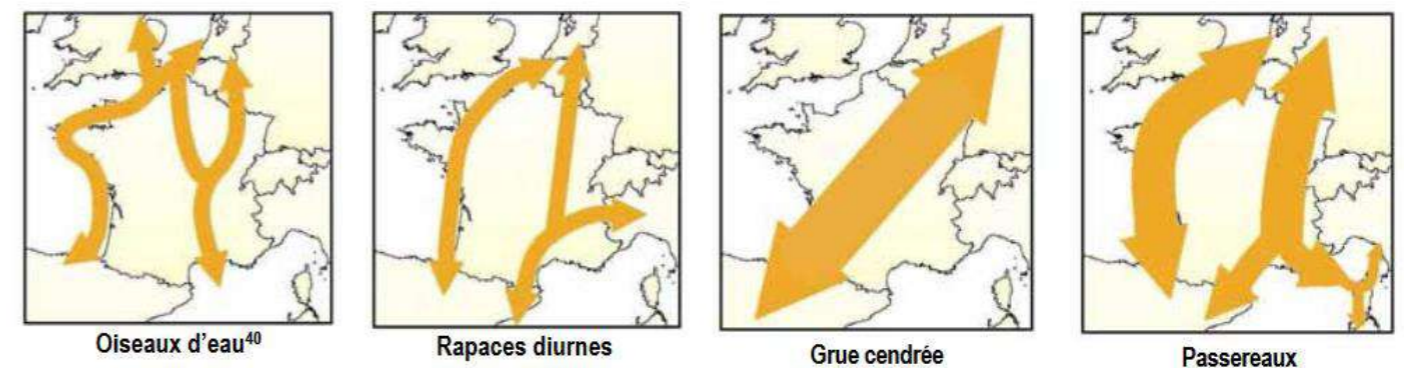 Oiseaux d’eau⁴⁰
Rapaces diurnes
Grue cendrée
Passereaux